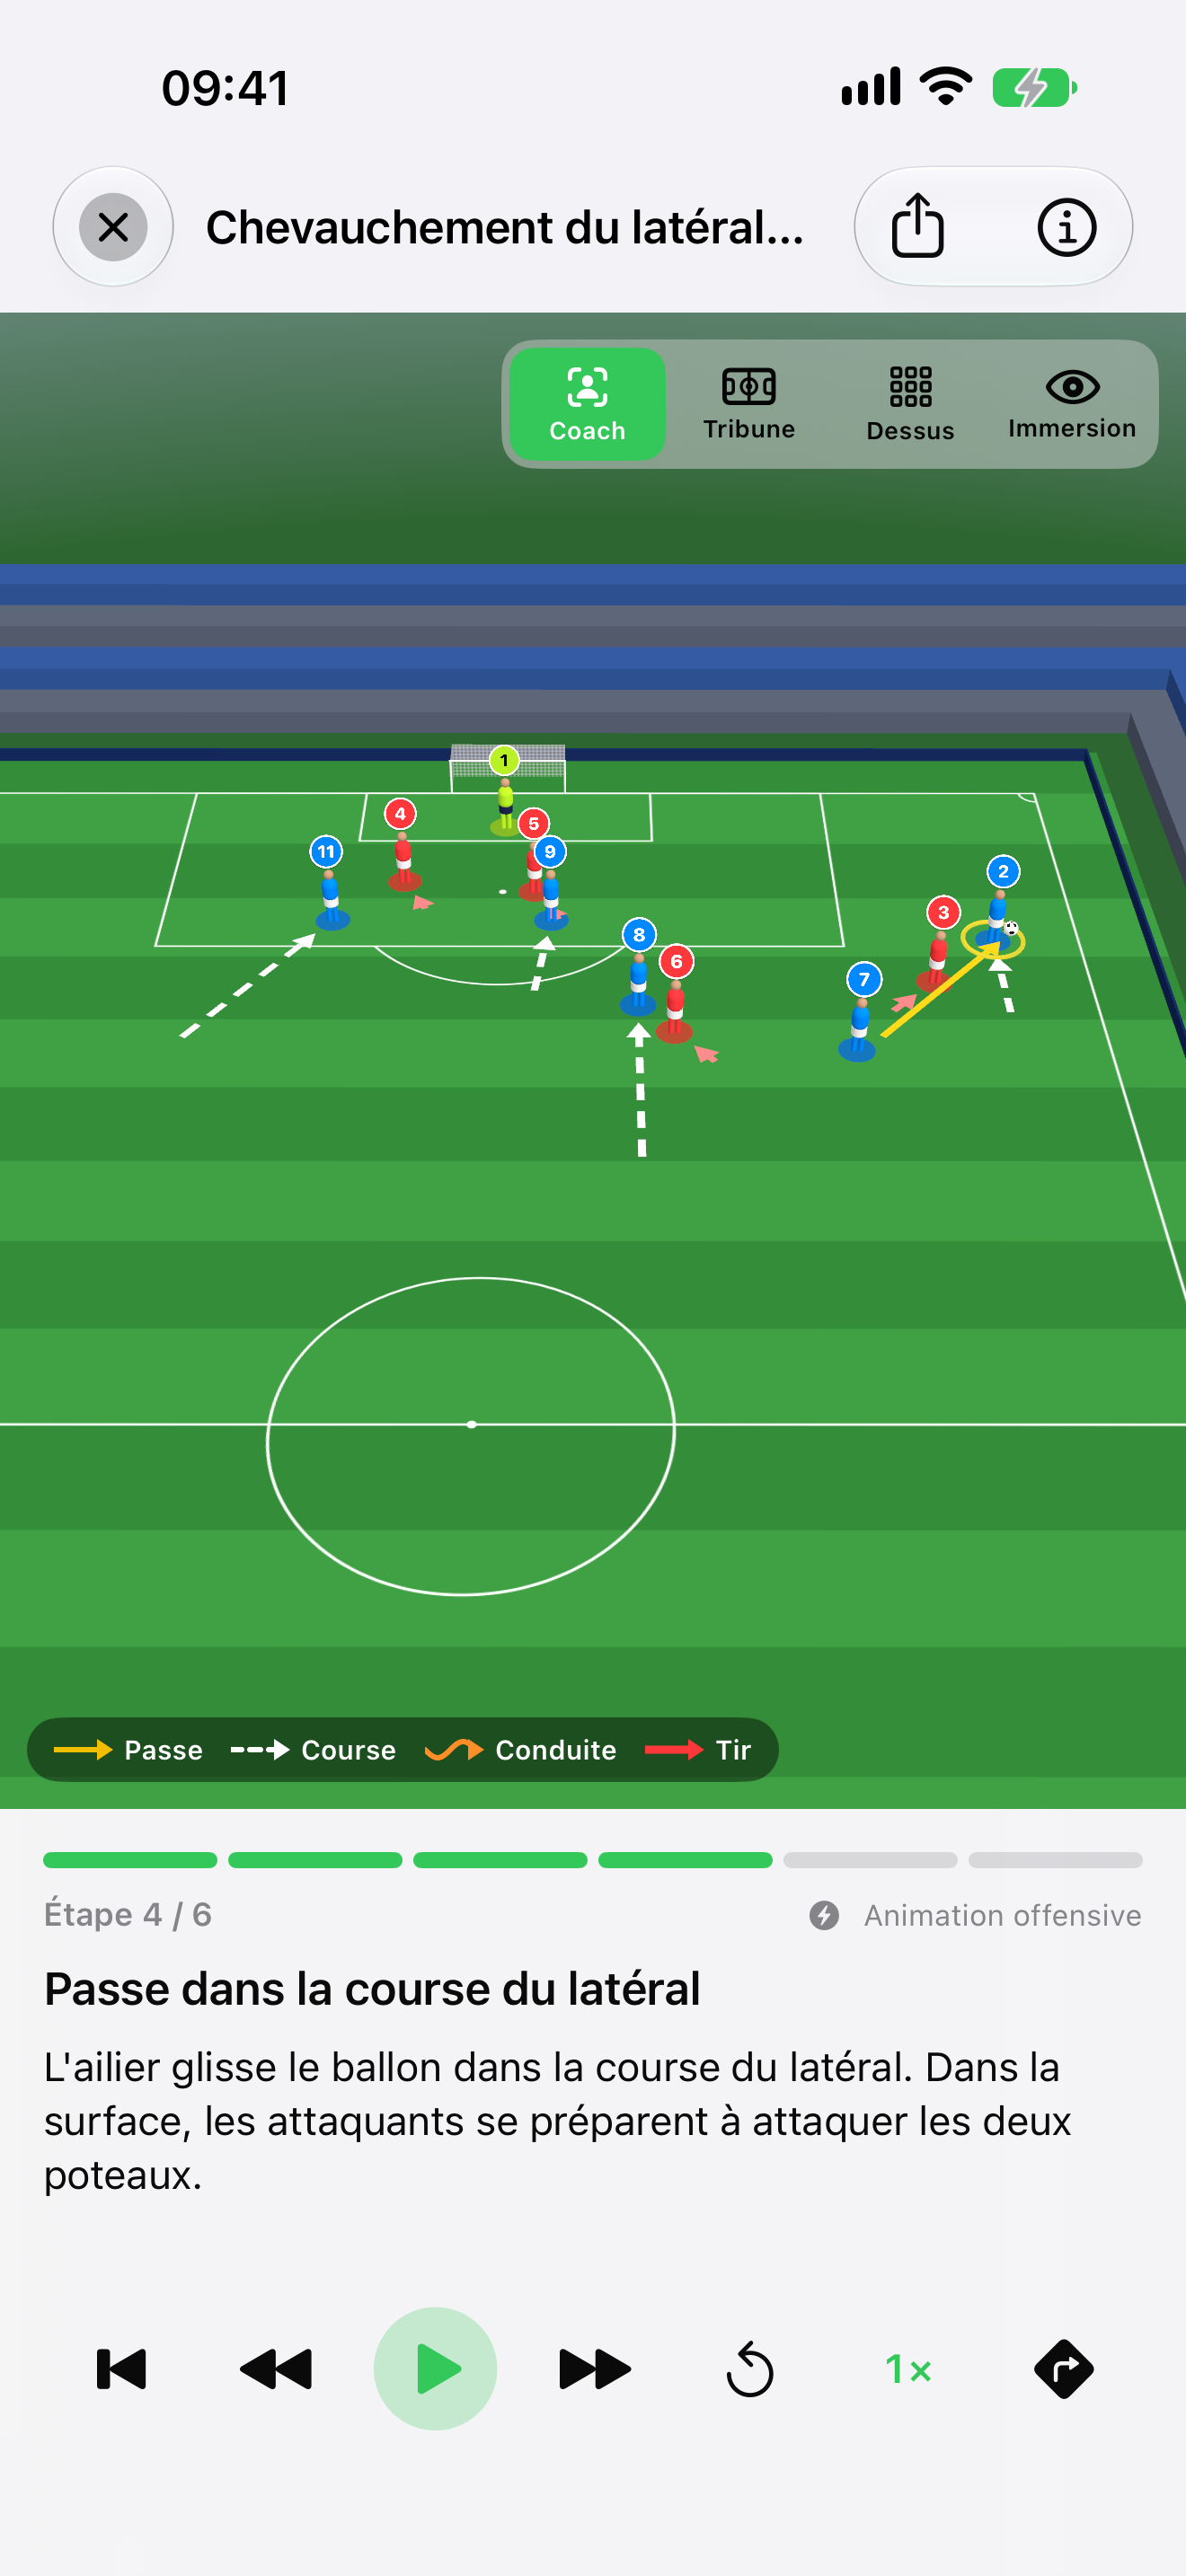 09:41
Chevauchement du latéral...
Coach
Tribune
Dessus
Immersion
1
4
5
11
9
2
3
8
6
7
Passe
Course
Conduite
Tir
Étape 4 / 6
Animation offensive
Passe dans la course du latéral
L'ailier glisse le ballon dans la course du latéral. Dans la
surface, les attaquants se préparent à attaquer les deux
poteaux.
1×